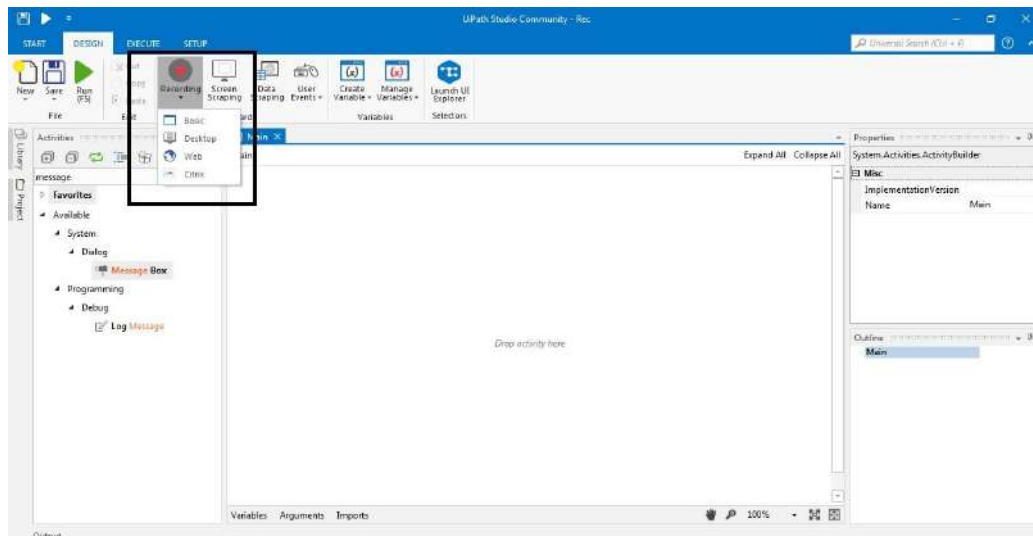 UiPath Studio Community - Rec
START DESIGN EXECUTE SETUP
Universal Search (Ctrl + F)
New Save Run (F5)
Recording
Screen Scraping
Data Scraping
User Events
Create Variable
Manage Variables
Launch UI Explorer
File
Variables
Selectors
Basic
Desktop
Web
Citrix
Library
Project
Activities
message
Favorites
Available
System
Dialog
Message Box
Programming
Debug
Log Message
Main
Expand All Collapse All
Drop activity here
Variables Arguments Imports
100%
Properties
System.Activities.ActivityBuilder
Misc
ImplementationVersion
Name Main
Outline
Main
Output